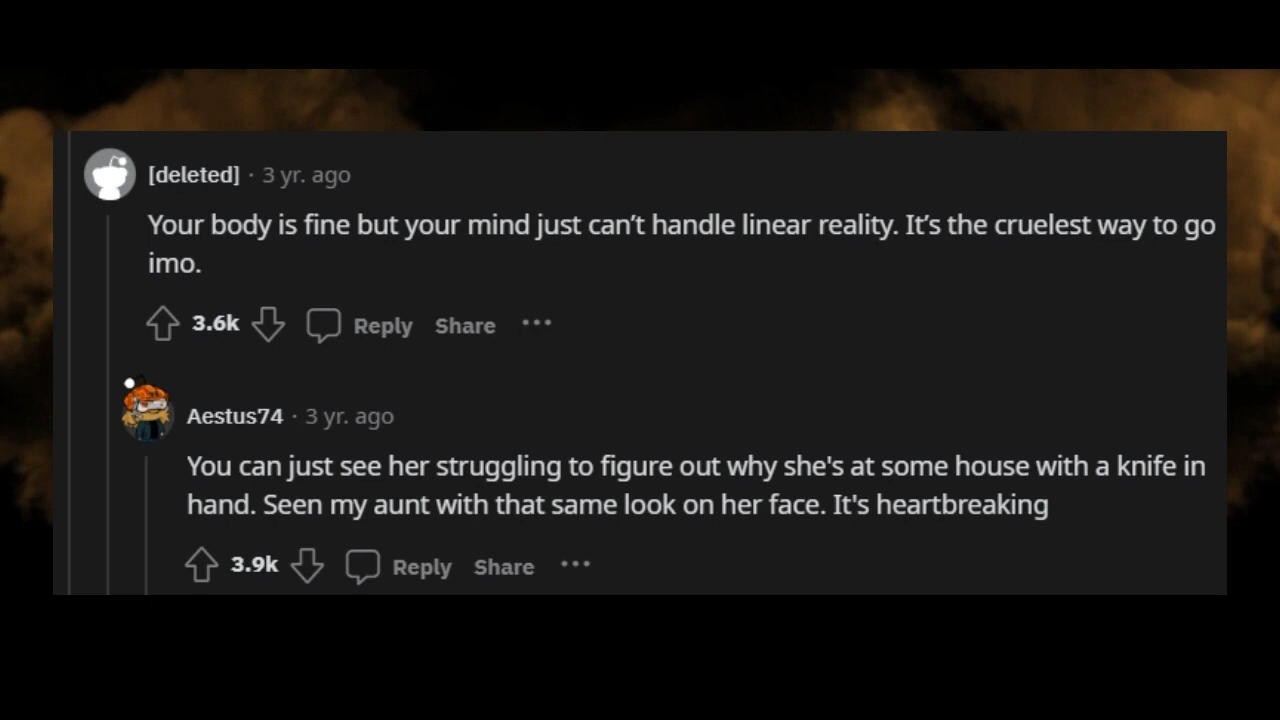 [deleted] · 3 yr. ago
Your body is fine but your mind just can’t handle linear reality. It’s the cruelest way to go
imo.
3.6k Reply Share ···
Aestus74 · 3 yr. ago
You can just see her struggling to figure out why she's at some house with a knife in
hand. Seen my aunt with that same look on her face. It's heartbreaking
3.9k Reply Share ···